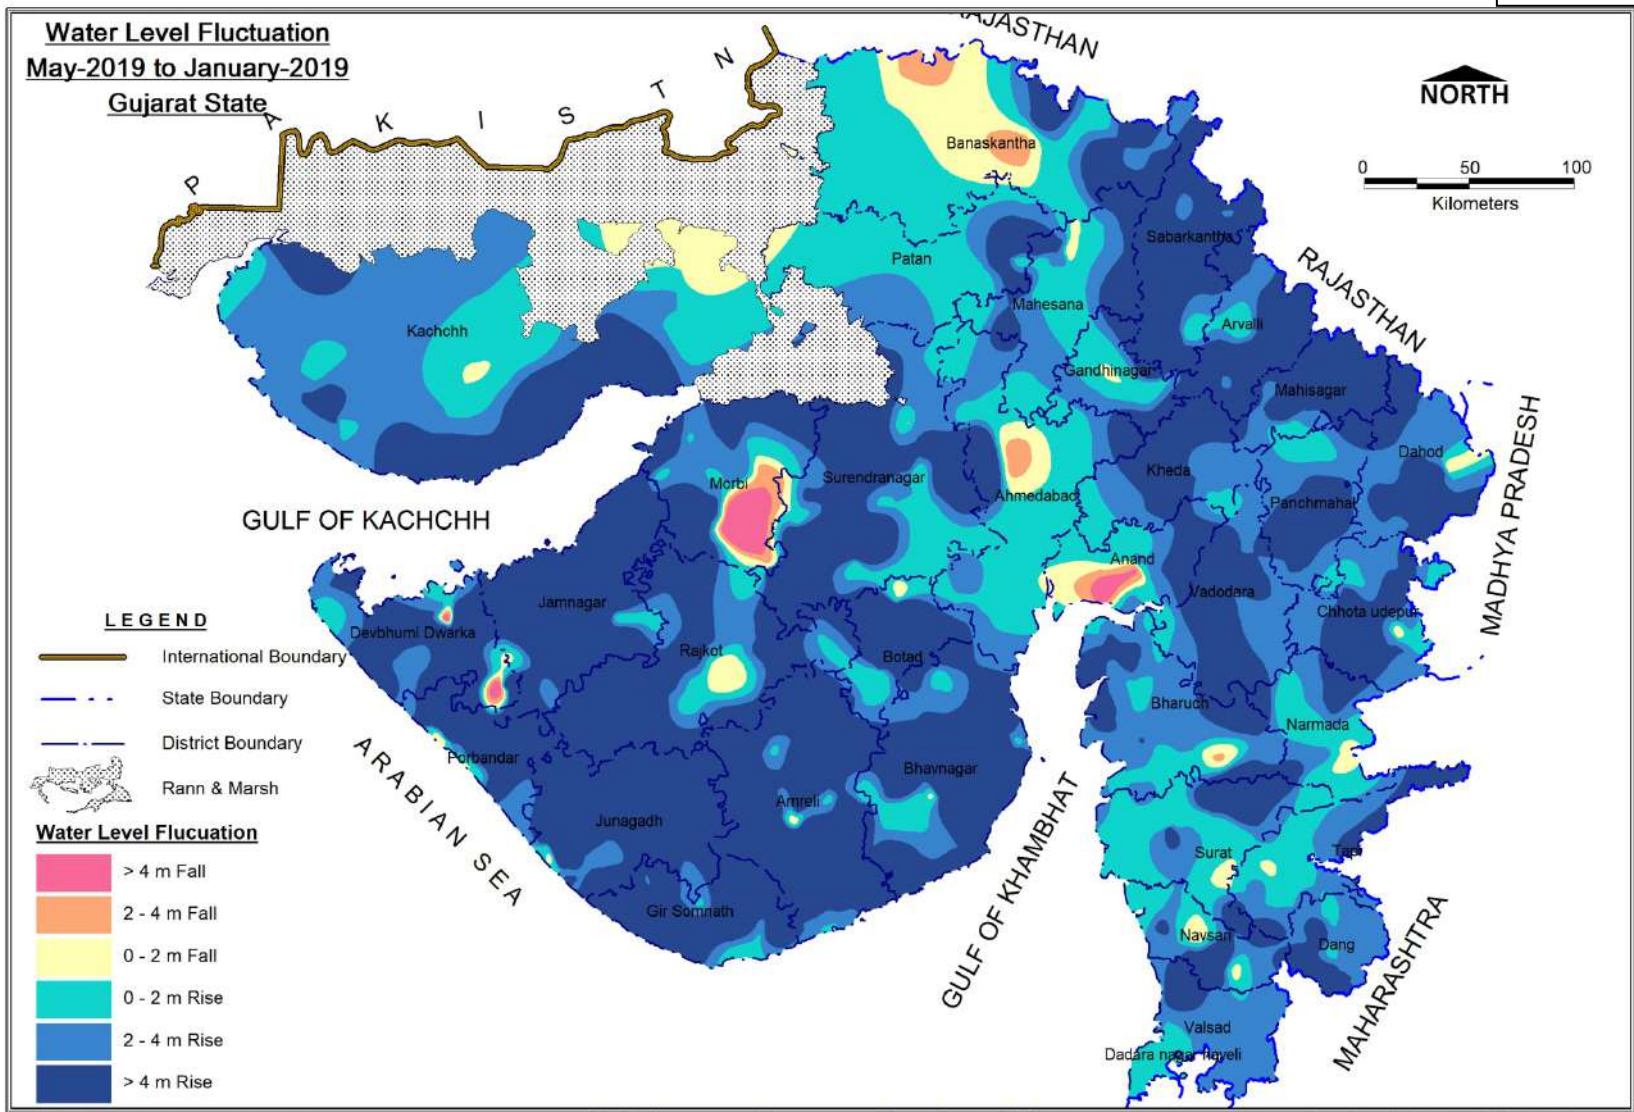 Water Level Fluctuation
May-2019 to January-2019
Gujarat State
P A K I S T N
RAJASTHAN
NORTH
0 50 100
Kilometers
Banaskantha
Sabarkantha
Patan
RAJASTHAN
Mahesana
Arvalli
Kachchh
Gandhinagar
Mahisagar
Dahod
MADHYA PRADESH
Kheda
Surendranagar
Morbi
Ahmedabad
Panchmahal
GULF OF KACHCHH
Anand
Vadodara
Jamnagar
Chhota udepur
Devbhumi Dwarka
Rajkot
Botad
Bharuch
Narmada
Porbandar
Bhavnagar
Amreli
Junagadh
Surat
Tapi
Gir Somnath
Navsari
Dang
ARABIAN SEA
GULF OF KHAMBHAT
MAHARASHTRA
Valsad
Dadara nagar haveli
LEGEND
International Boundary
State Boundary
District Boundary
Rann & Marsh
Water Level Flucuation
> 4 m Fall
2 - 4 m Fall
0 - 2 m Fall
0 - 2 m Rise
2 - 4 m Rise
> 4 m Rise